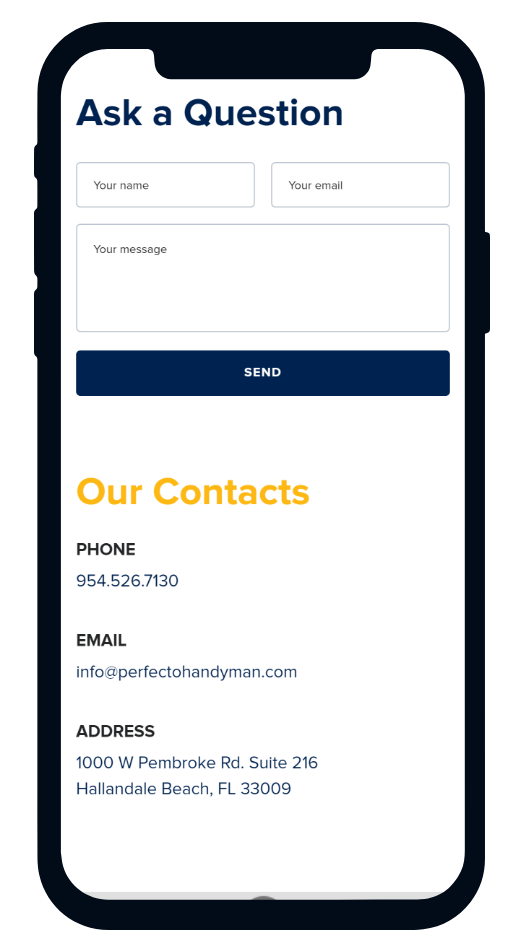 Ask a Question
Your name Your email
Your message
SEND
Our Contacts
PHONE
954.526.7130
EMAIL
info@perfectohandyman.com
ADDRESS
1000 W Pembroke Rd. Suite 216
Hallandale Beach, FL 33009